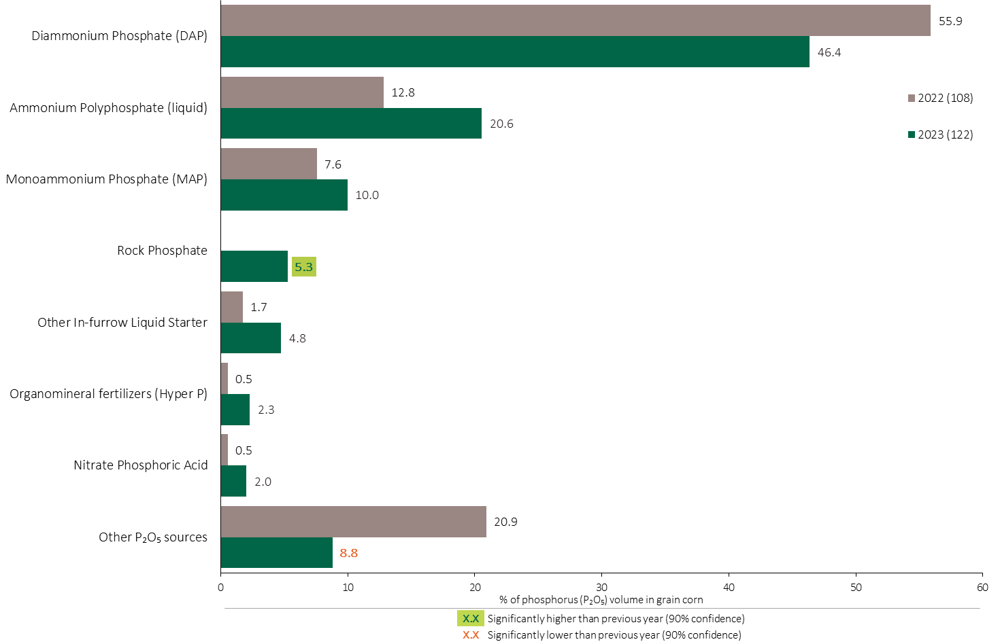 Diammonium Phosphate (DAP)
55.9
46.4
Ammonium Polyphosphate (liquid)
12.8
20.6
2022 (108)
2023 (122)
Monoammonium Phosphate (MAP)
7.6
10.0
Rock Phosphate
5.3
Other In-furrow Liquid Starter
1.7
4.8
Organomineral fertilizers (Hyper P)
0.5
2.3
Nitrate Phosphoric Acid
0.5
2.0
Other P₂O₅ sources
20.9
8.8
0 10 20 30 40 50 60
% of phosphorus (P₂O₅) volume in grain corn
X.X Significantly higher than previous year (90% confidence)
X.X Significantly lower than previous year (90% confidence)